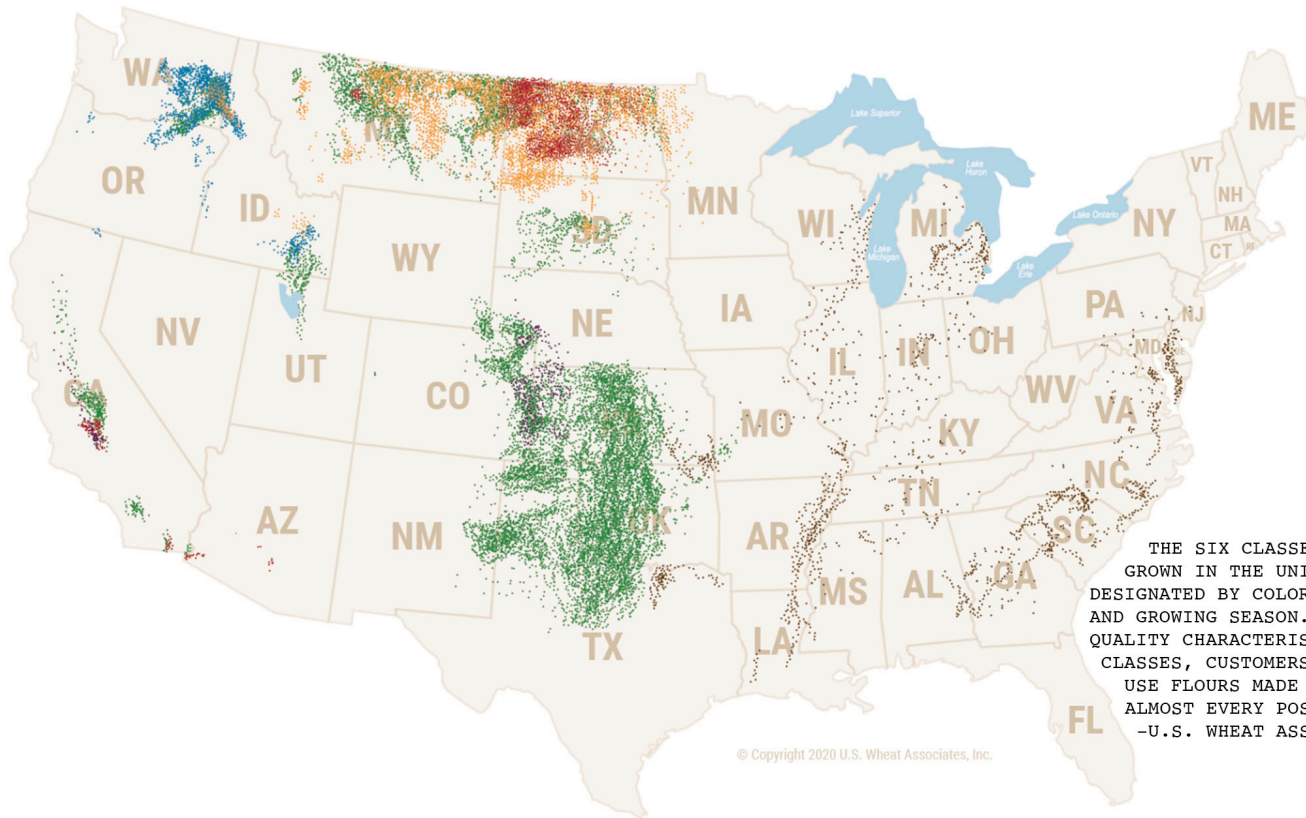 WA
ME
Lake Superior
OR
ID
MN
WI
MI
Lake Huron
Lake Ontario
VT
NH
NY
MA
CT
RI
SD
WY
Lake Michigan
Lake Erie
IA
NE
PA
NJ
NV
UT
CO
IL
IN
OH
MD
DE
WV
VA
CA
MO
KY
NC
TN
AZ
NM
OK
AR
SC
MS
AL
GA
LA
TX
FL
THE SIX CLASSE
GROWN IN THE UNI
DESIGNATED BY COLOR
AND GROWING SEASON.
QUALITY CHARACTERIS
CLASSES, CUSTOMERS
USE FLOURS MADE
ALMOST EVERY POS
-U.S. WHEAT ASS
© Copyright 2020 U.S. Wheat Associates, Inc.